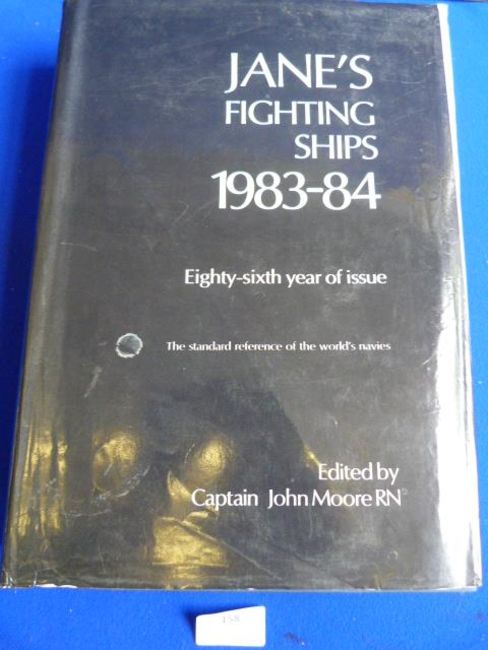 JANE'S
FIGHTING
SHIPS
1983-84
Eighty-sixth year of issue
The standard reference of the world's navies
Edited by
Captain John Moore RN
158